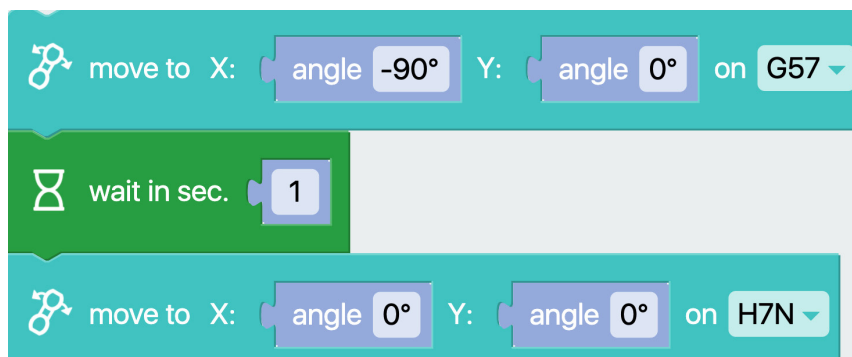 move to X: angle -90° Y: angle 0° on G57
wait in sec. 1
move to X: angle 0° Y: angle 0° on H7N